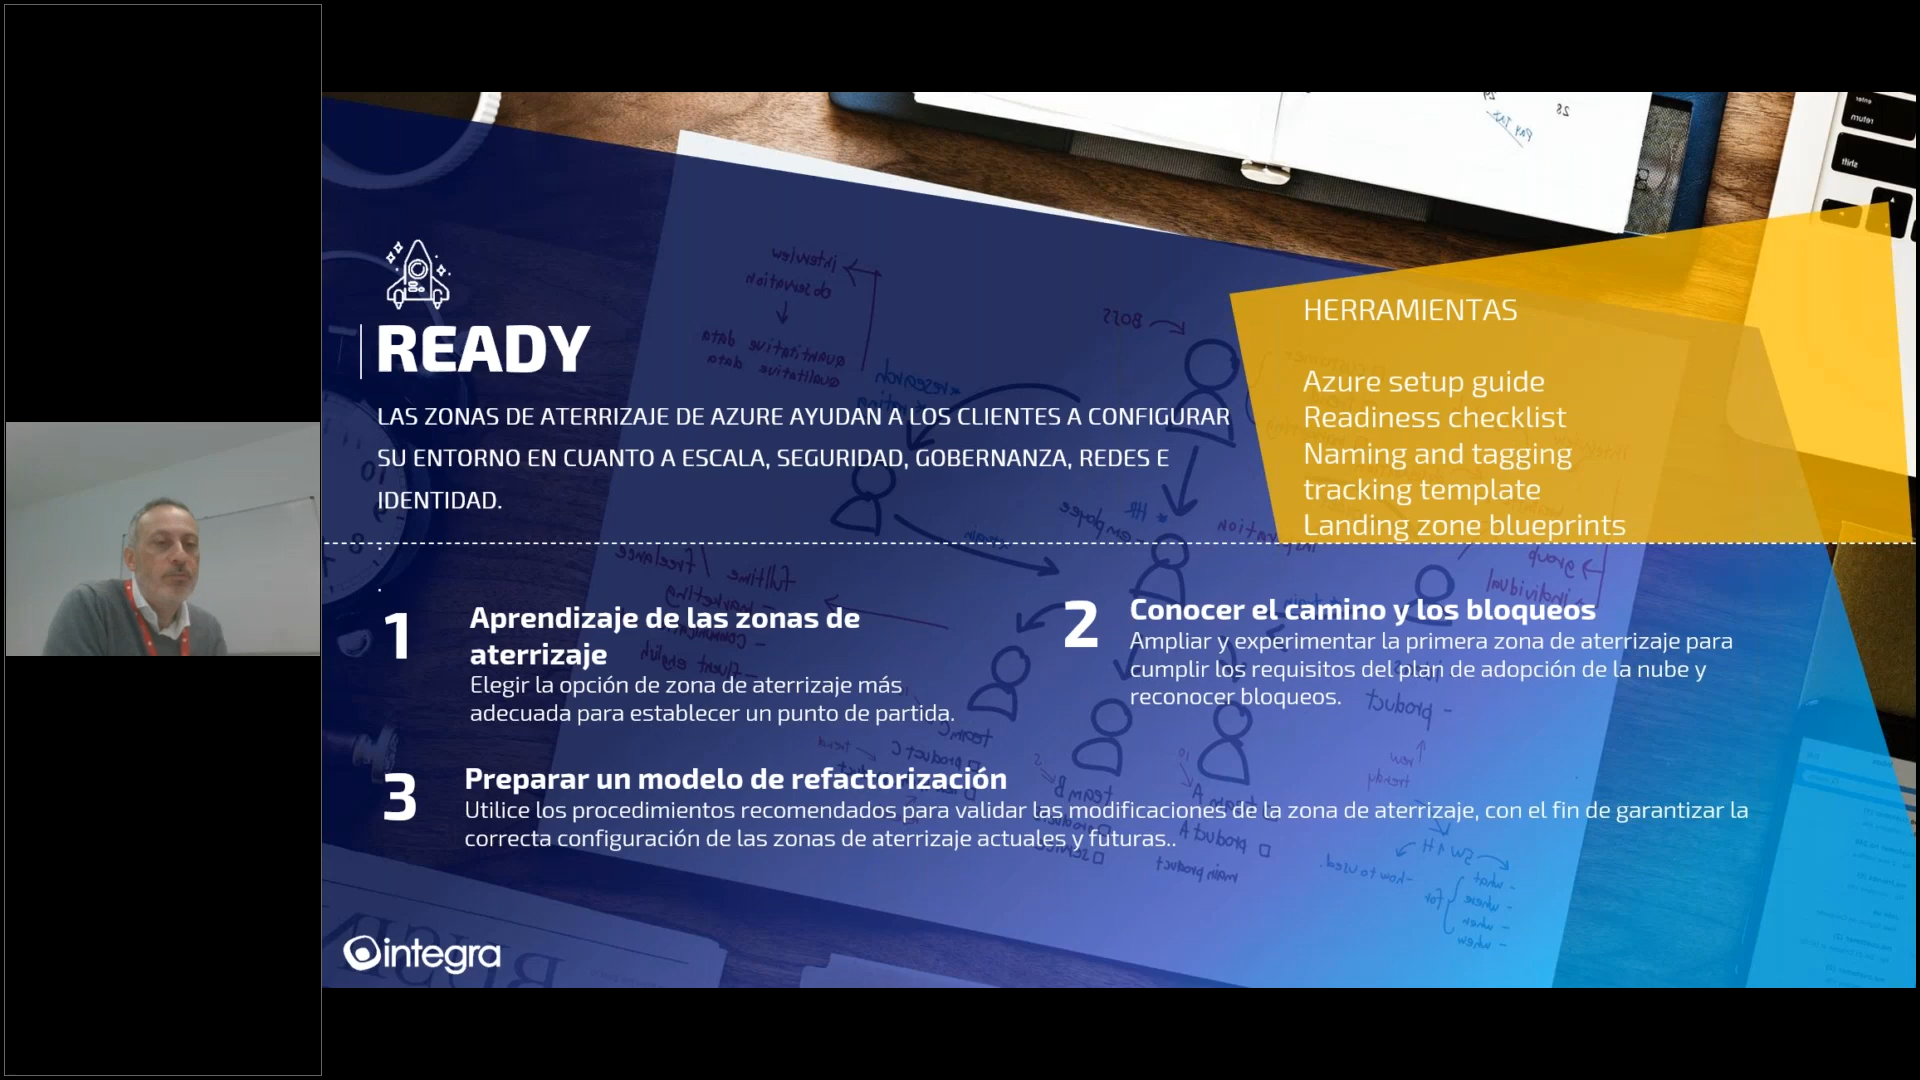 READY
LAS ZONAS DE ATERRIZAJE DE AZURE AYUDAN A LOS CLIENTES A CONFIGURAR
SU ENTORNO EN CUANTO A ESCALA, SEGURIDAD, GOBERNANZA, REDES E
IDENTIDAD.
HERRAMIENTAS
Azure setup guide
Readiness checklist
Naming and tagging
tracking template
Landing zone blueprints
1
Aprendizaje de las zonas de
aterrizaje
Elegir la opción de zona de aterrizaje más
adecuada para establecer un punto de partida.
2
Conocer el camino y los bloqueos
Ampliar y experimentar la primera zona de aterrizaje para
cumplir los requisitos del plan de adopción de la nube y
reconocer bloqueos.
3
Preparar un modelo de refactorización
Utilice los procedimientos recomendados para validar las modificaciones de la zona de aterrizaje, con el fin de garantizar la
correcta configuración de las zonas de aterrizaje actuales y futuras..
integra